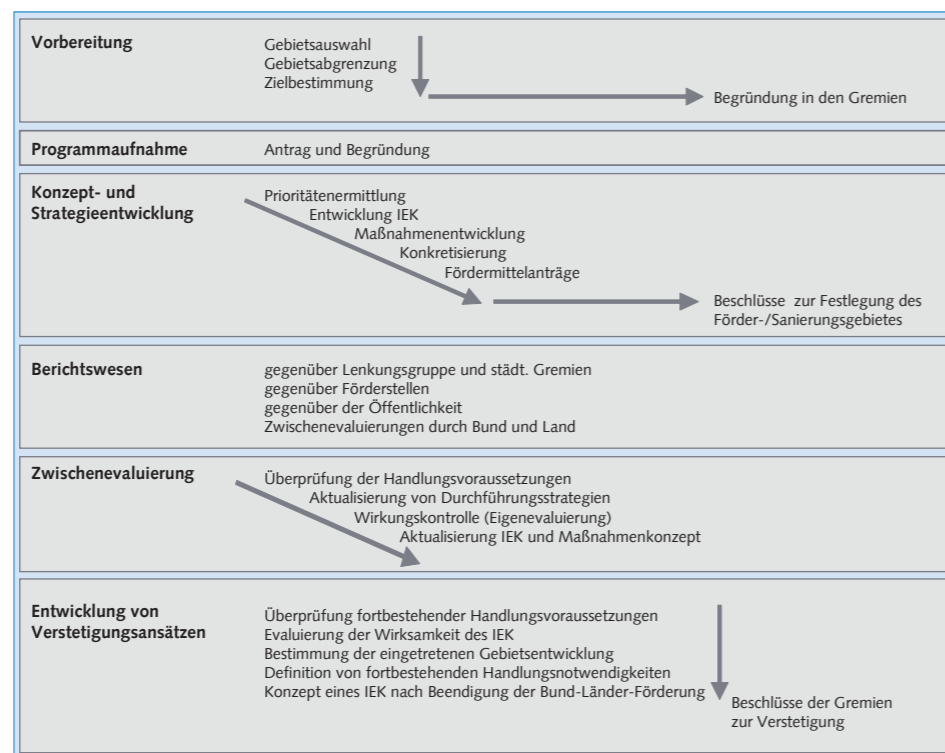 Vorbereitung
Gebietsauswahl
Gebietsabgrenzung
Zielbestimmung
Begründung in den Gremien
Programmaufnahme
Antrag und Begründung
Konzept- und
Strategieentwicklung
Prioritätenermittlung
Entwicklung IEK
Maßnahmenentwicklung
Konkretisierung
Fördermittelanträge
Beschlüsse zur Festlegung des
Förder-/Sanierungsgebietes
Berichtswesen
gegenüber Lenkungsgruppe und städt. Gremien
gegenüber Förderstellen
gegenüber der Öffentlichkeit
Zwischenevaluierungen durch Bund und Land
Zwischenevaluierung
Überprüfung der Handlungsvoraussetzungen
Aktualisierung von Durchführungsstrategien
Wirkungskontrolle (Eigenevaluierung)
Aktualisierung IEK und Maßnahmenkonzept
Entwicklung von
Verstetigungsansätzen
Überprüfung fortbestehender Handlungsvoraussetzungen
Evaluierung der Wirksamkeit des IEK
Bestimmung der eingetretenen Gebietsentwicklung
Definition von fortbestehenden Handlungsnotwendigkeiten
Konzept eines IEK nach Beendigung der Bund-Länder-Förderung
Beschlüsse der Gremien
zur Verstetigung